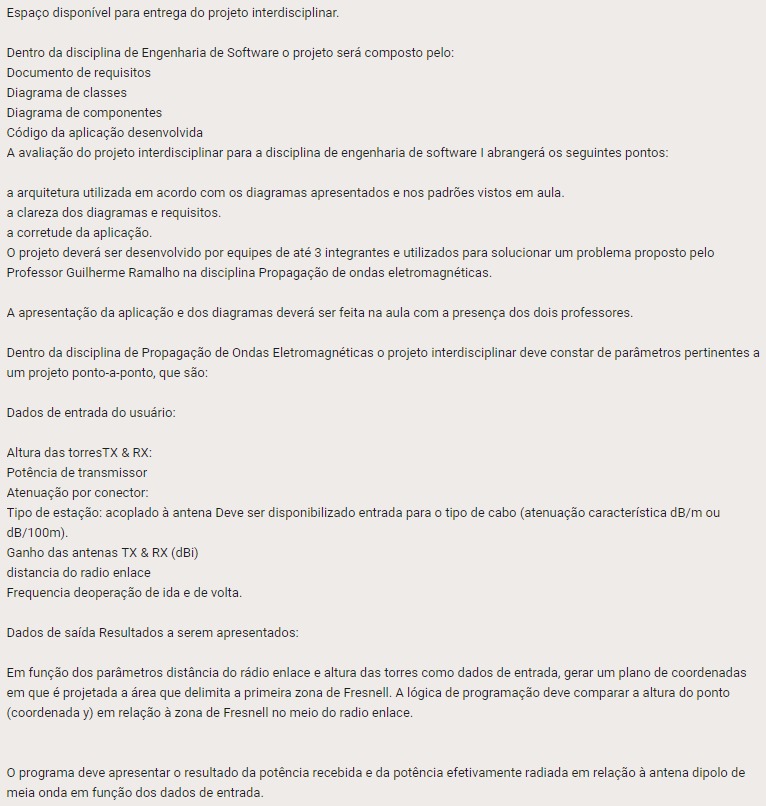 Espaço disponível para entrega do projeto interdisciplinar.
Dentro da disciplina de Engenharia de Software o projeto será composto pelo:
Documento de requisitos
Diagrama de classes
Diagrama de componentes
Código da aplicação desenvolvida
A avaliação do projeto interdisciplinar para a disciplina de engenharia de software I abrangerá os seguintes pontos:
a arquitetura utilizada em acordo com os diagramas apresentados e nos padrões vistos em aula.
a clareza dos diagramas e requisitos.
a corretude da aplicação.
O projeto deverá ser desenvolvido por equipes de até 3 integrantes e utilizados para solucionar um problema proposto pelo
Professor Guilherme Ramalho na disciplina Propagação de ondas eletromagnéticas.
A apresentação da aplicação e dos diagramas deverá ser feita na aula com a presença dos dois professores.
Dentro da disciplina de Propagação de Ondas Eletromagnéticas o projeto interdisciplinar deve constar de parâmetros pertinentes a
um projeto ponto-a-ponto, que são:
Dados de entrada do usuário:
Altura das torresTX & RX:
Potência de transmissor
Atenuação por conector:
Tipo de estação: acoplado à antena Deve ser disponibilizado entrada para o tipo de cabo (atenuação característica dB/m ou
dB/100m).
Ganho das antenas TX & RX (dBi)
distancia do radio enlace
Frequencia deoperação de ida e de volta.
Dados de saída Resultados a serem apresentados:
Em função dos parâmetros distância do rádio enlace e altura das torres como dados de entrada, gerar um plano de coordenadas
em que é projetada a área que delimita a primeira zona de Fresnell. A lógica de programação deve comparar a altura do ponto
(coordenada y) em relação à zona de Fresnell no meio do radio enlace.
O programa deve apresentar o resultado da potência recebida e da potência efetivamente radiada em relação à antena dipolo de
meia onda em função dos dados de entrada.